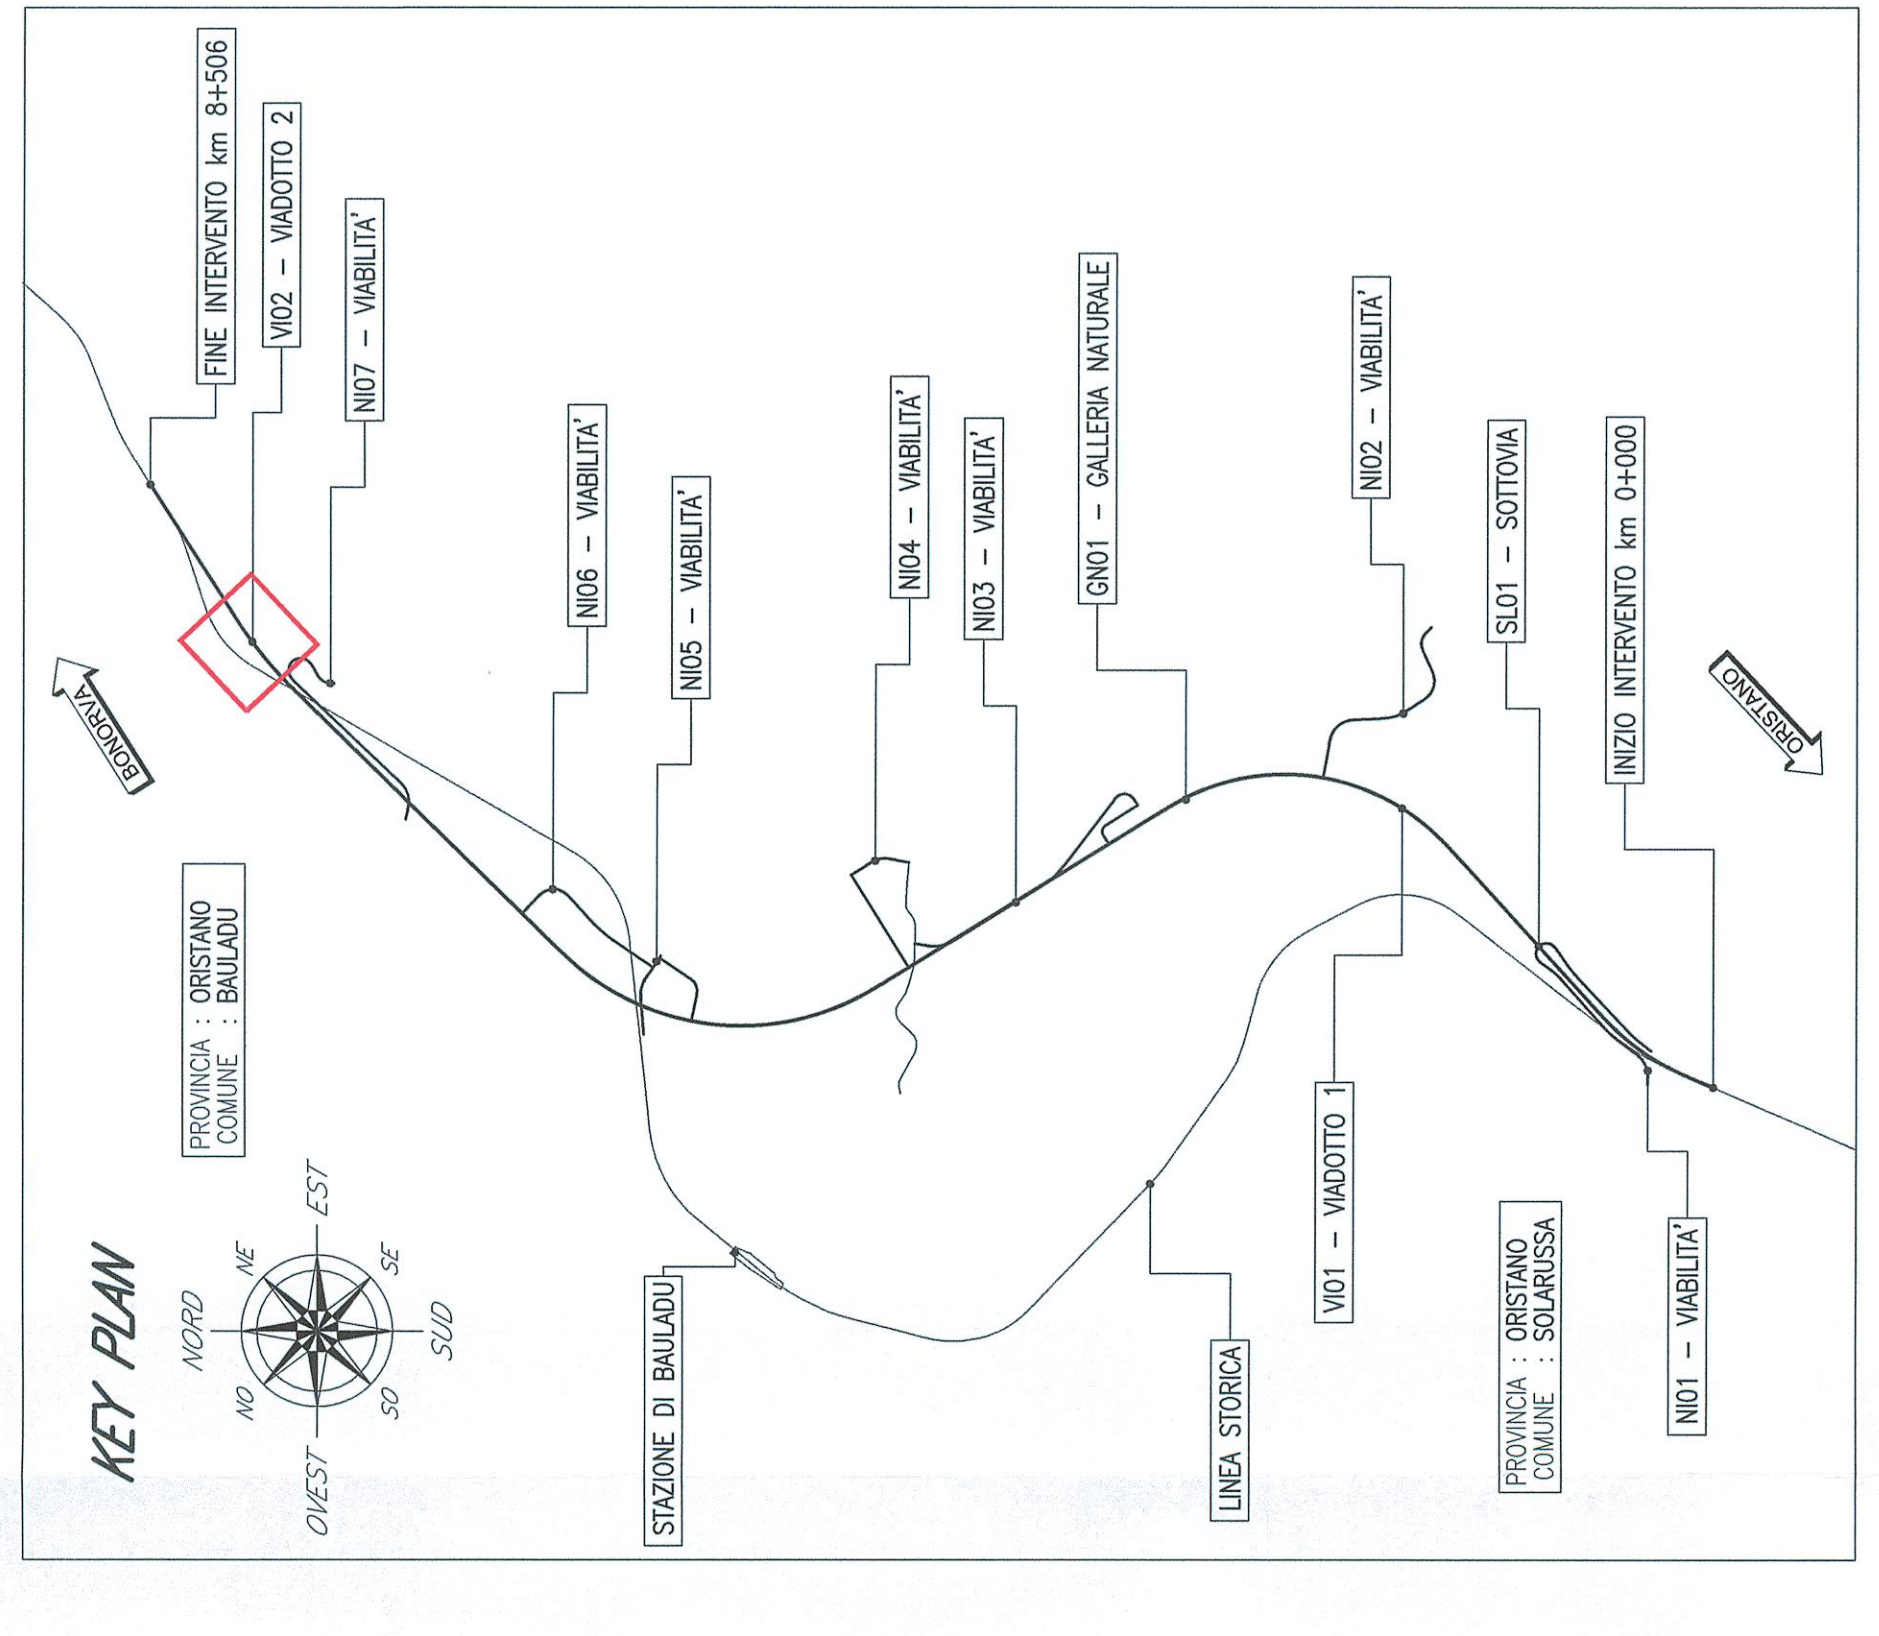 KEY PLAN
NORD
NE
EST
SE
SUD
SO
OVEST
NO
PROVINCIA : ORISTANO
COMUNE : BAULADU
BONORVA
FINE INTERVENTO km 8+506
VI02 – VIADOTTO 2
NI07 – VIABILITA'
NI06 – VIABILITA'
NI05 – VIABILITA'
NI04 – VIABILITA'
NI03 – VIABILITA'
GN01 – GALLERIA NATURALE
NI02 – VIABILITA'
SL01 – SOTTOVIA
INIZIO INTERVENTO km 0+000
ORISTANO
STAZIONE DI BAULADU
LINEA STORICA
VI01 – VIADOTTO 1
PROVINCIA : ORISTANO
COMUNE : SOLARUSSA
NI01 – VIABILITA'